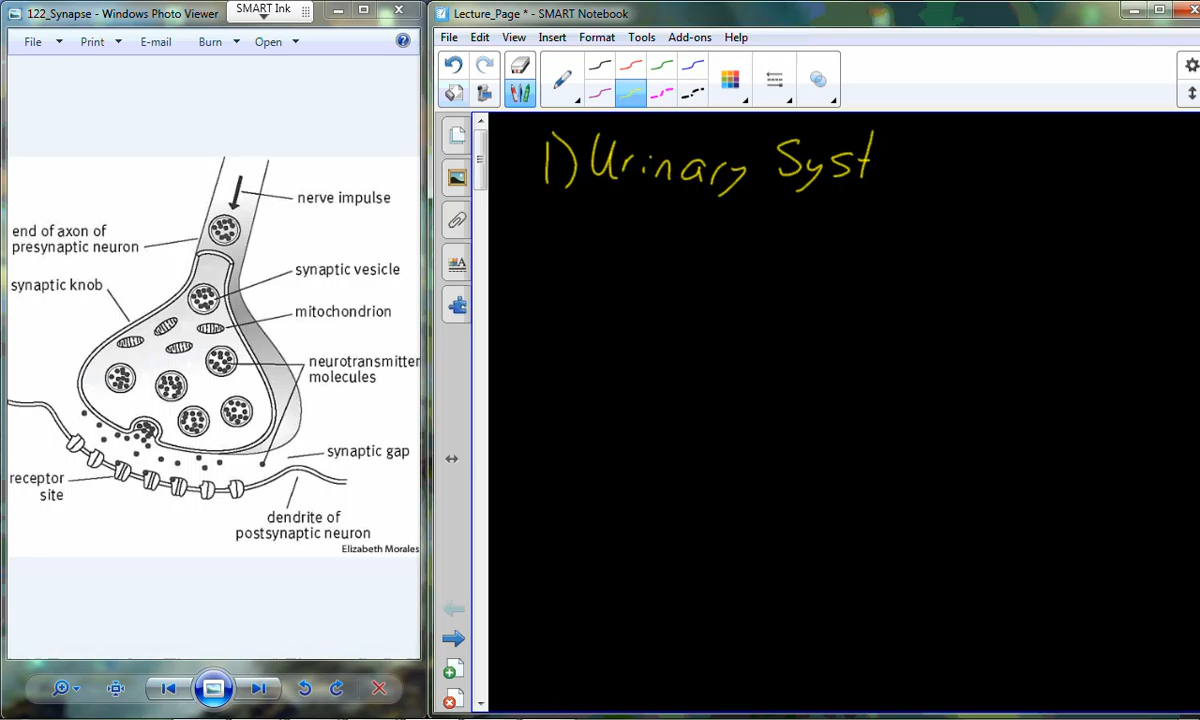 122_Synapse - Windows Photo Viewer
SMART Ink
File Print E-mail Burn Open
nerve impulse
end of axon of
presynaptic neuron
synaptic vesicle
synaptic knob
mitochondrion
neurotransmitter
molecules
synaptic gap
receptor
site
dendrite of
postsynaptic neuron
Elizabeth Morales
Lecture_Page * - SMART Notebook
File Edit View Insert Format Tools Add-ons Help
1) Urinary Syst